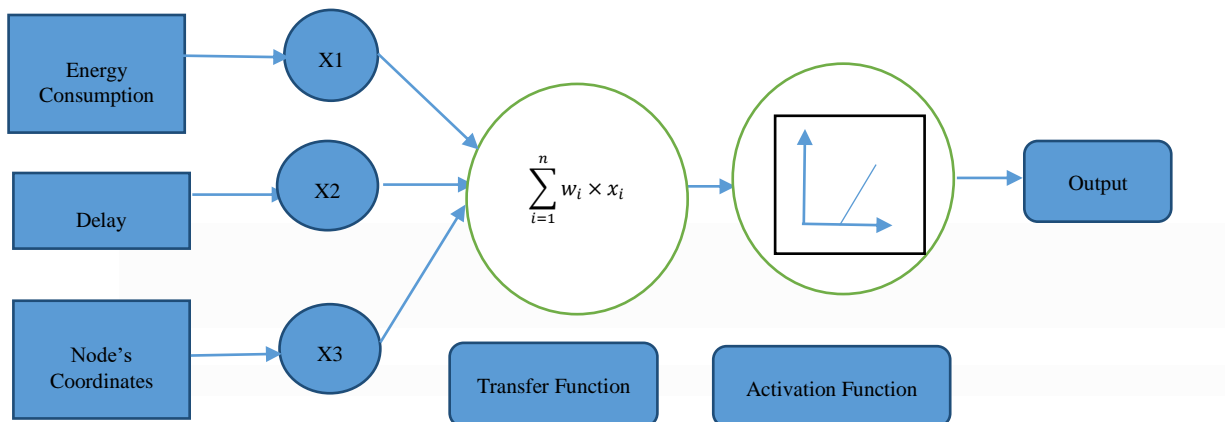 Energy
Consumption
X1
Delay
X2
Node’s
Coordinates
X3
n
∑ wᵢ × xᵢ
i=1
Transfer Function
Activation Function
Output